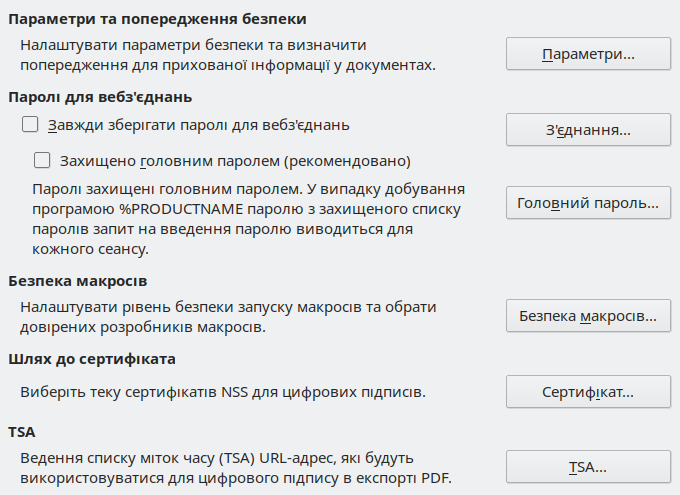 Параметри та попередження безпеки
Налаштувати параметри безпеки та визначити
попередження для прихованої інформації у документах.
Параметри...
Паролі для вебз'єднань
Завжди зберігати паролі для вебз'єднань
З'єднання...
Захищено головним паролем (рекомендовано)
Паролі захищені головним паролем. У випадку добування
програмою %PRODUCTNAME паролю з захищеного списку
паролів запит на введення паролю виводиться для
кожного сеансу.
Головний пароль...
Безпека макросів
Налаштувати рівень безпеки запуску макросів та обрати
довірених розробників макросів.
Безпека макросів...
Шлях до сертифіката
Виберіть теку сертифікатів NSS для цифрових підписів.
Сертифікат...
TSA
Ведення списку міток часу (TSA) URL-адрес, які будуть
використовуватися для цифрового підпису в експорті PDF.
TSA...